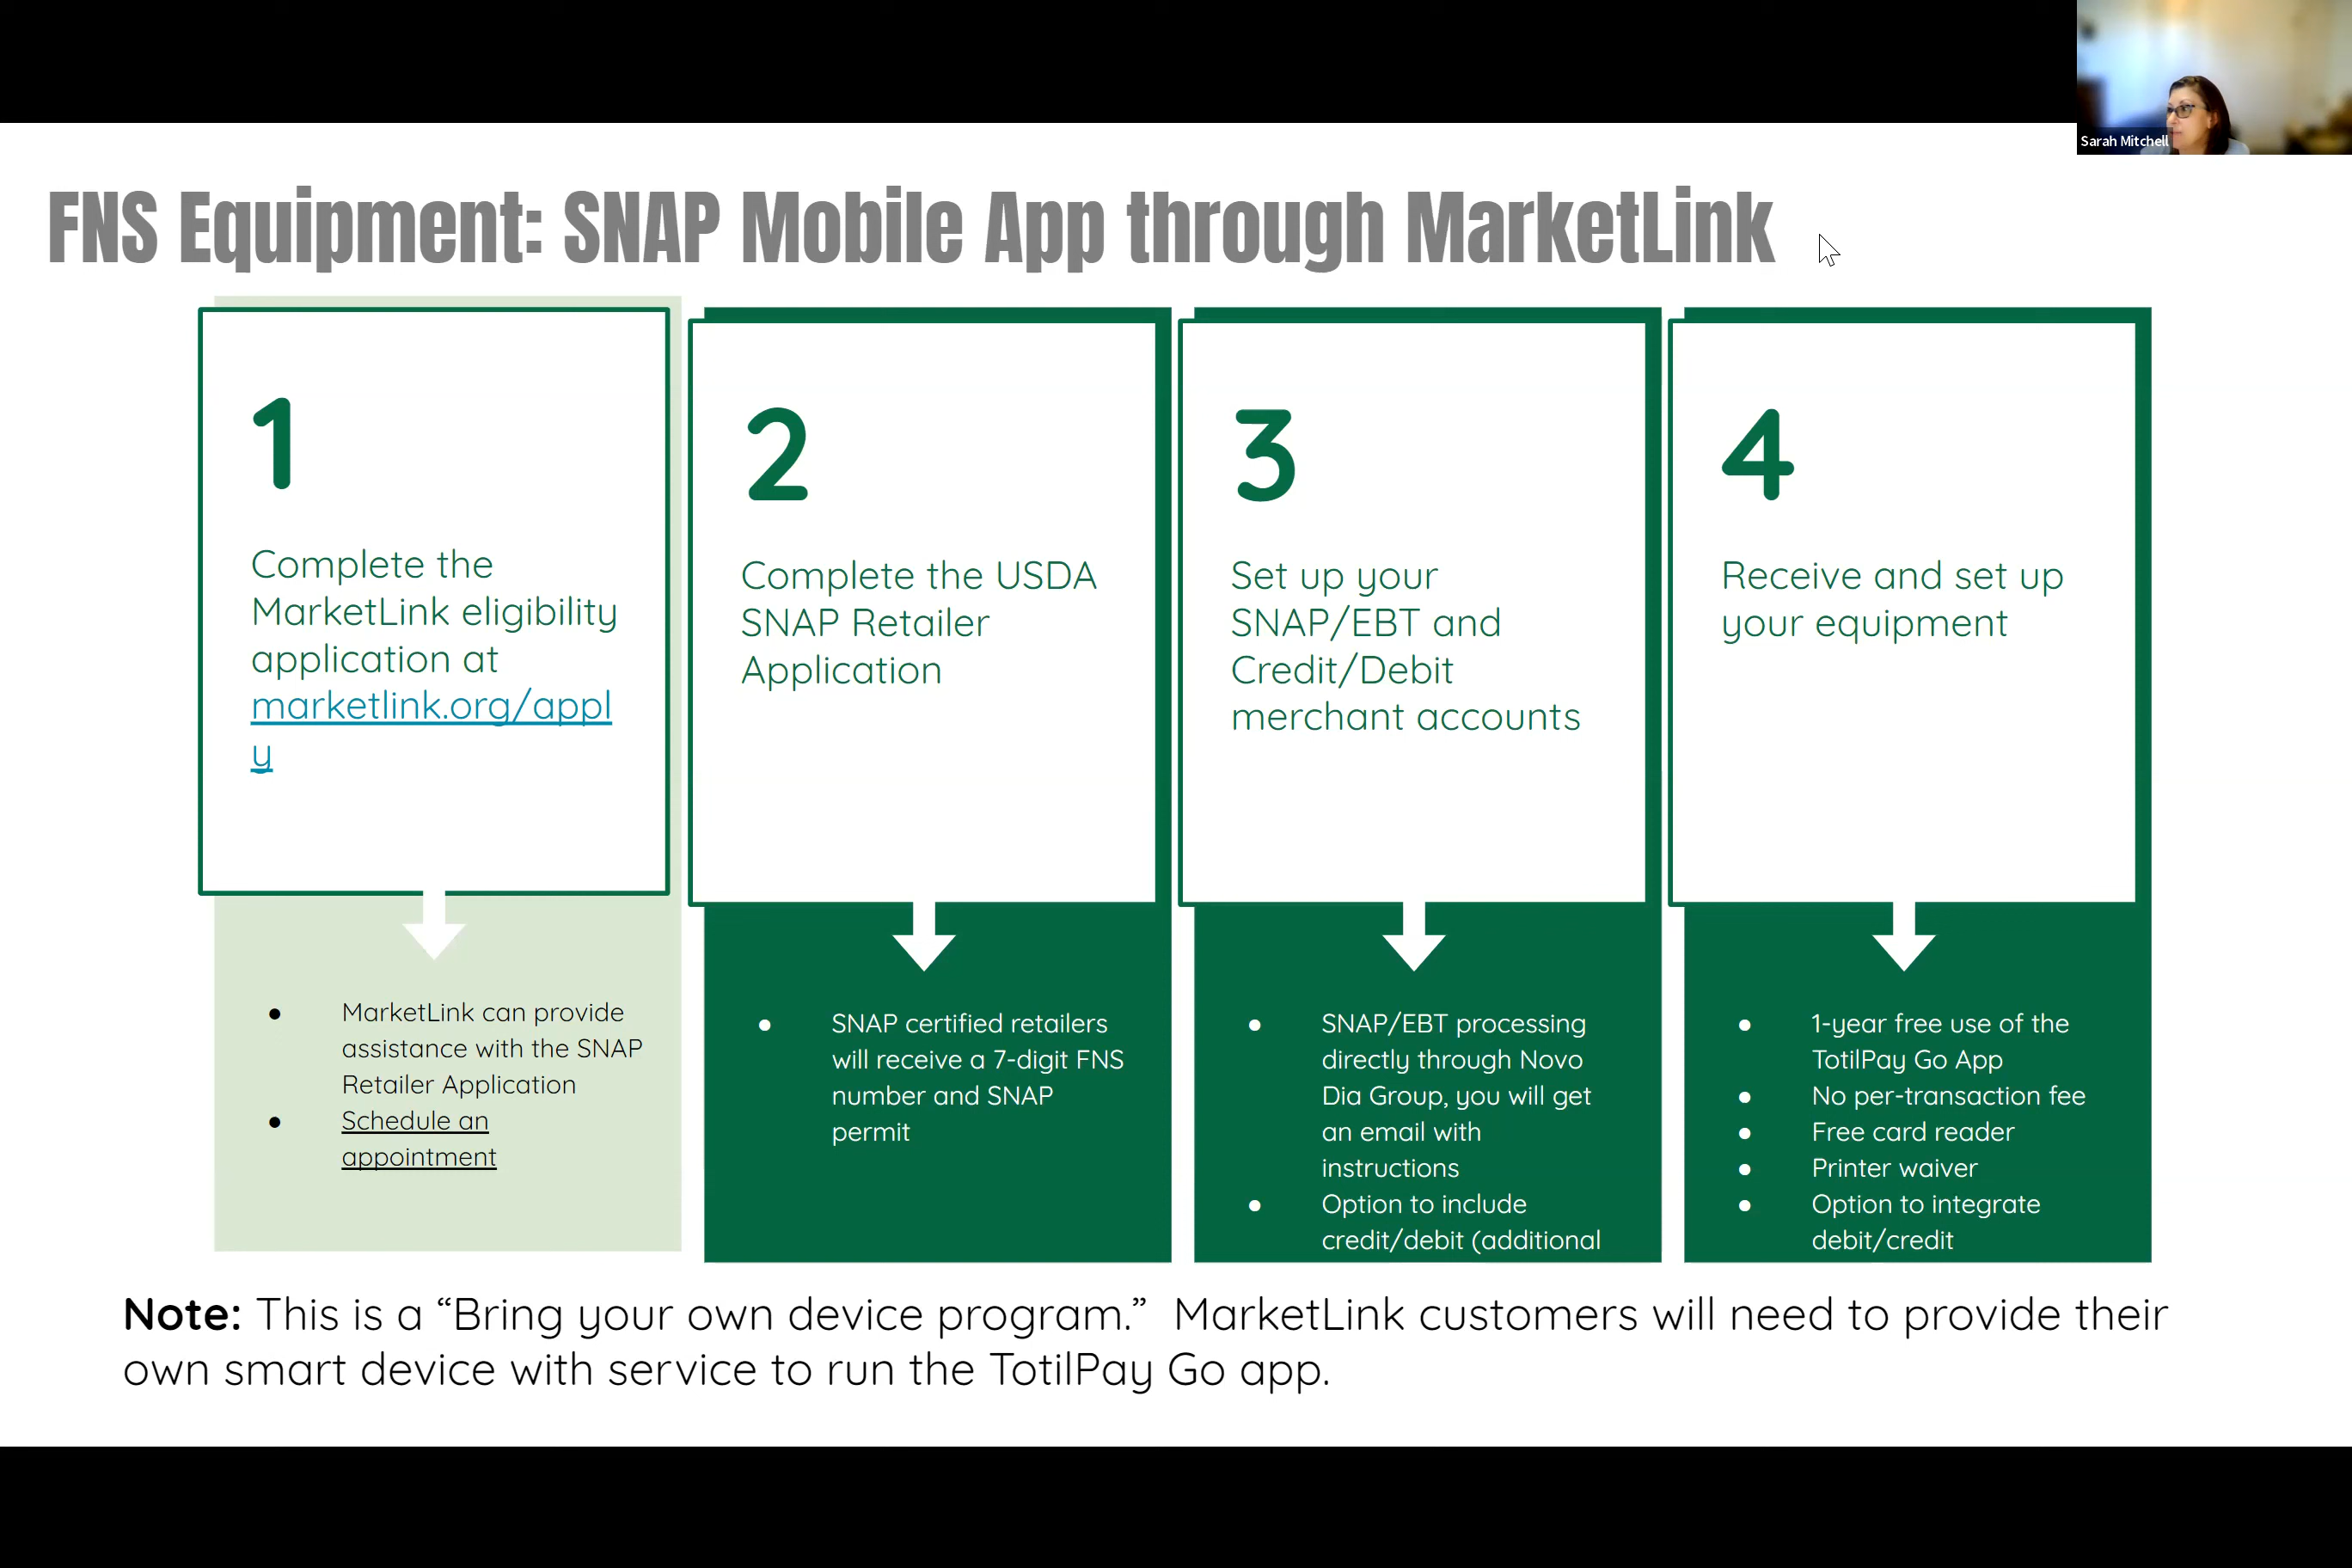 Sarah Mitchell
FNS Equipment: SNAP Mobile App through MarketLink
1
Complete the
MarketLink eligibility
application at
marketlink.org/appl
y
● MarketLink can provide
assistance with the SNAP
Retailer Application
● Schedule an
appointment
2
Complete the USDA
SNAP Retailer
Application
● SNAP certified retailers
will receive a 7-digit FNS
number and SNAP
permit
3
Set up your
SNAP/EBT and
Credit/Debit
merchant accounts
● SNAP/EBT processing
directly through Novo
Dia Group, you will get
an email with
instructions
● Option to include
credit/debit (additional
4
Receive and set up
your equipment
● 1-year free use of the
TotilPay Go App
● No per-transaction fee
● Free card reader
● Printer waiver
● Option to integrate
debit/credit
Note: This is a “Bring your own device program.” MarketLink customers will need to provide their
own smart device with service to run the TotilPay Go app.